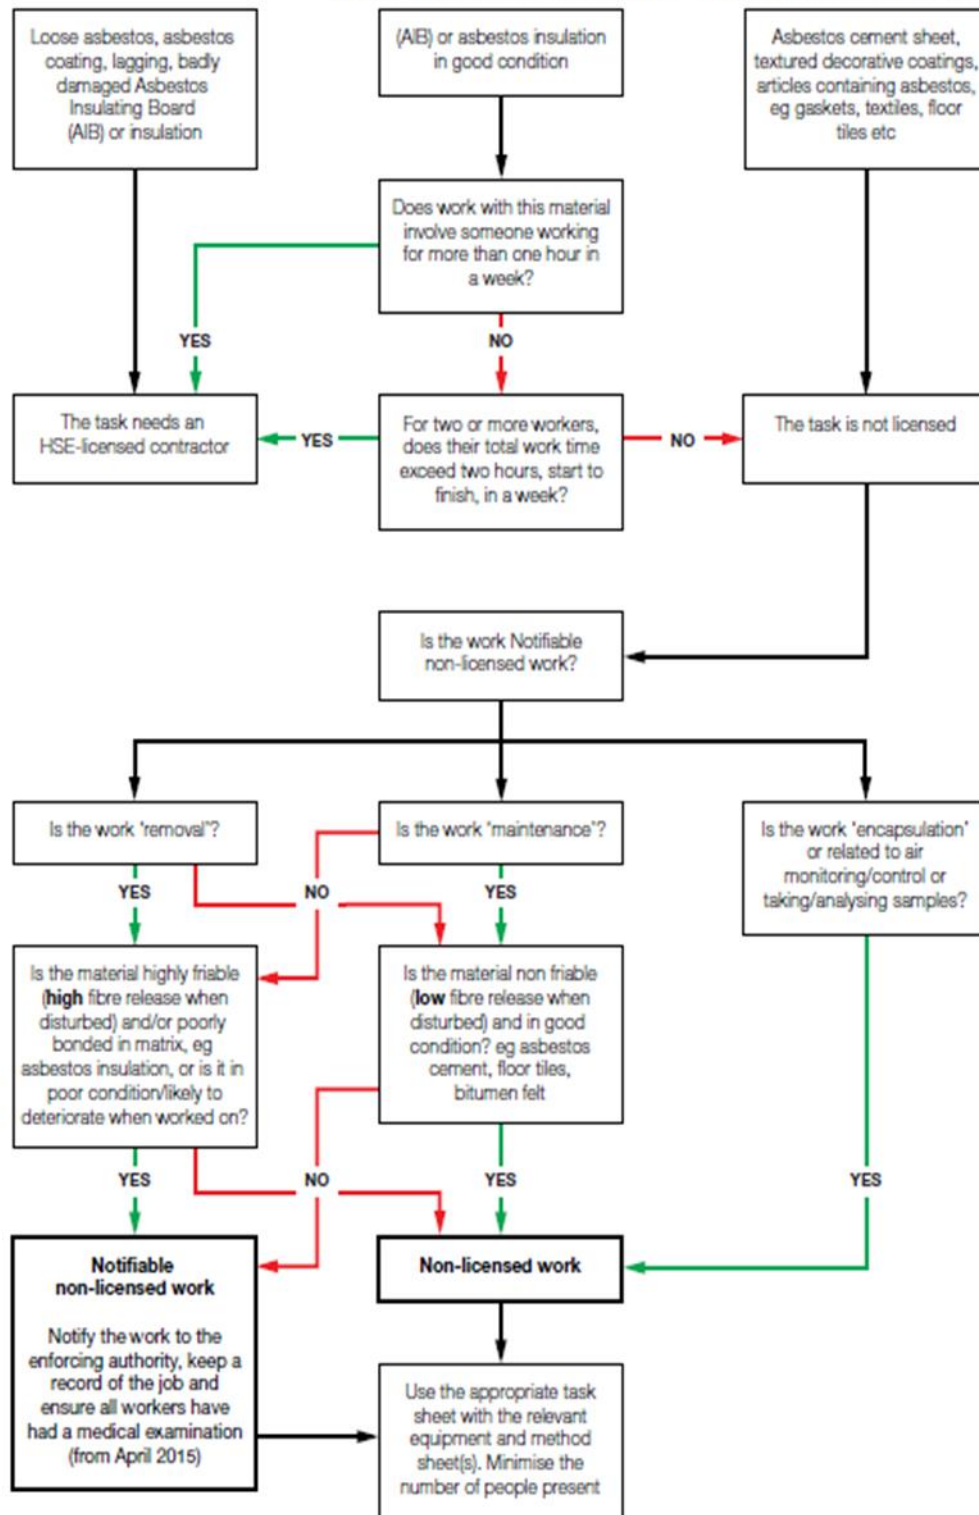 Loose asbestos, asbestos
coating, lagging, badly
damaged Asbestos
Insulating Board
(AIB) or insulation
(AIB) or asbestos insulation
in good condition
Asbestos cement sheet,
textured decorative coatings,
articles containing asbestos,
eg gaskets, textiles, floor
tiles etc
Does work with this material
involve someone working
for more than one hour in
a week?
YES
NO
The task needs an
HSE-licensed contractor
YES
For two or more workers,
does their total work time
exceed two hours, start to
finish, in a week?
NO
The task is not licensed
Is the work Notifiable
non-licensed work?
Is the work 'removal'?
Is the work 'maintenance'?
Is the work 'encapsulation'
or related to air
monitoring/control or
taking/analysing samples?
YES
NO
YES
Is the material highly friable
(high fibre release when
disturbed) and/or poorly
bonded in matrix, eg
asbestos insulation, or is it in
poor condition/likely to
deteriorate when worked on?
Is the material non friable
(low fibre release when
disturbed) and in good
condition? eg asbestos
cement, floor tiles,
bitumen felt
YES
NO
YES
YES
Notifiable
non-licensed work
Notify the work to the
enforcing authority, keep a
record of the job and
ensure all workers have
had a medical examination
(from April 2015)
Non-licensed work
Use the appropriate task
sheet with the relevant
equipment and method
sheet(s). Minimise the
number of people present